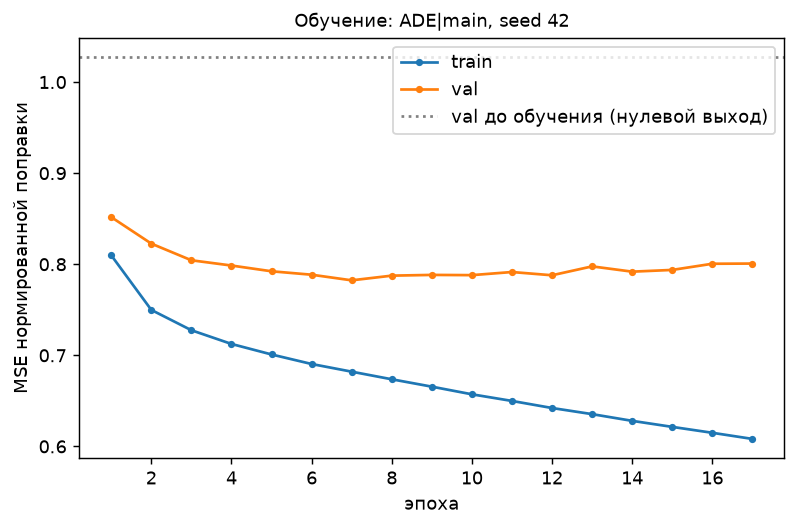 Обучение: ADE|main, seed 42
train
val
val до обучения (нулевой выход)
MSE нормированной поправки
1.0
0.9
0.8
0.7
0.6
2 4 6 8 10 12 14 16
эпоха